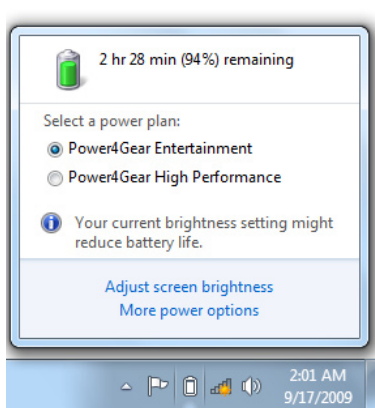 2 hr 28 min (94%) remaining
Select a power plan:
Power4Gear Entertainment
Power4Gear High Performance
Your current brightness setting might
reduce battery life.
Adjust screen brightness
More power options
2:01 AM
9/17/2009